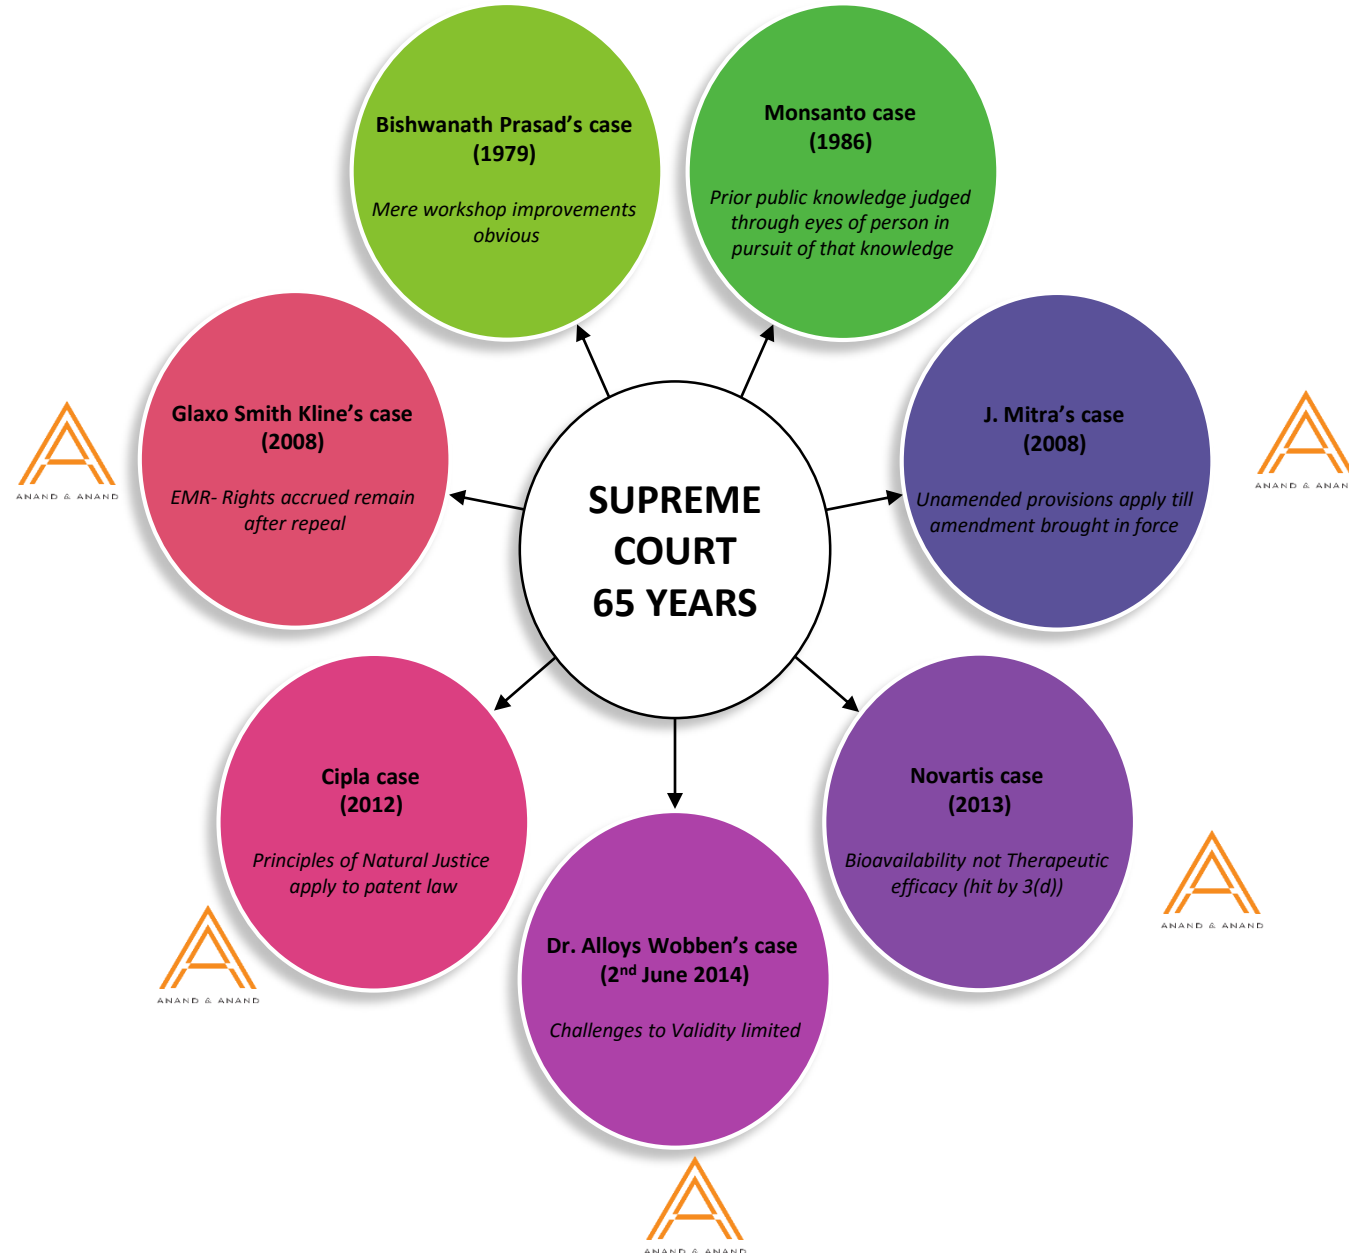 Bishwanath Prasad’s case
(1979)
Mere workshop improvements
obvious
Monsanto case
(1986)
Prior public knowledge judged
through eyes of person in
pursuit of that knowledge
Glaxo Smith Kline’s case
(2008)
EMR- Rights accrued remain
after repeal
ANAND & ANAND
J. Mitra’s case
(2008)
Unamended provisions apply till
amendment brought in force
ANAND & ANAND
SUPREME
COURT
65 YEARS
Cipla case
(2012)
Principles of Natural Justice
apply to patent law
ANAND & ANAND
Novartis case
(2013)
Bioavailability not Therapeutic
efficacy (hit by 3(d))
ANAND & ANAND
Dr. Alloys Wobben’s case
(2nd June 2014)
Challenges to Validity limited
ANAND & ANAND